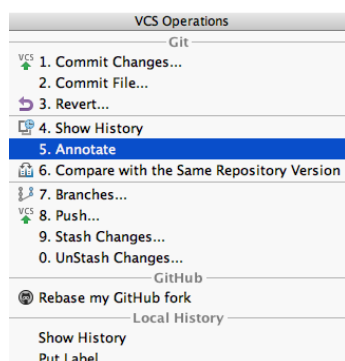 VCS Operations
Git
VCS 1. Commit Changes...
2. Commit File...
3. Revert...
4. Show History
5. Annotate
6. Compare with the Same Repository Version
7. Branches...
VCS 8. Push...
9. Stash Changes...
0. UnStash Changes...
GitHub
Rebase my GitHub fork
Local History
Show History
Put Label